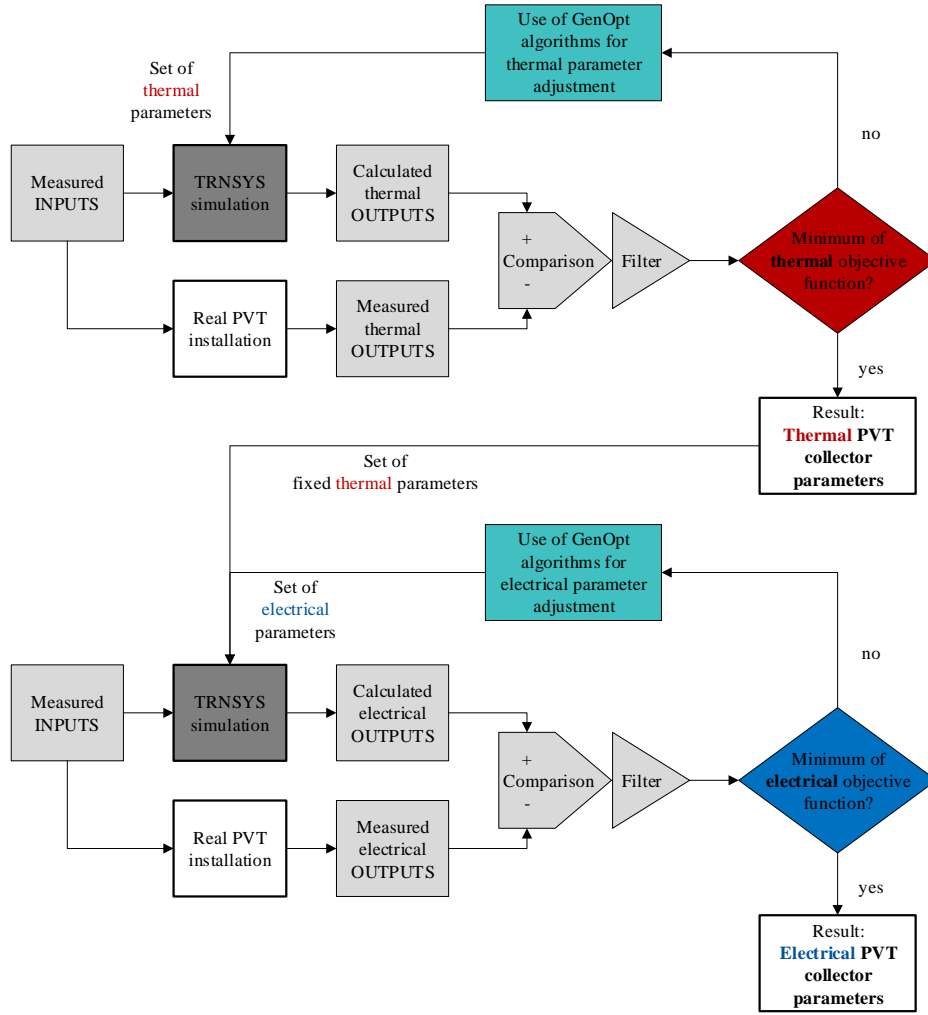 Use of GenOpt
algorithms for
thermal parameter
adjustment
Set of
thermal
parameters
no
Measured
INPUTS
TRNSYS
simulation
Calculated
thermal
OUTPUTS
+
Comparison
-
Filter
Minimum of
thermal objective
function?
Real PVT
installation
Measured
thermal
OUTPUTS
yes
Result:
Thermal PVT
collector
parameters
Set of
fixed thermal parameters
Use of GenOpt
algorithms for
electrical parameter
adjustment
Set of
electrical
parameters
no
Measured
INPUTS
TRNSYS
simulation
Calculated
electrical
OUTPUTS
+
Comparison
-
Filter
Minimum of
electrical objective
function?
Real PVT
installation
Measured
electrical
OUTPUTS
yes
Result:
Electrical PVT
collector
parameters